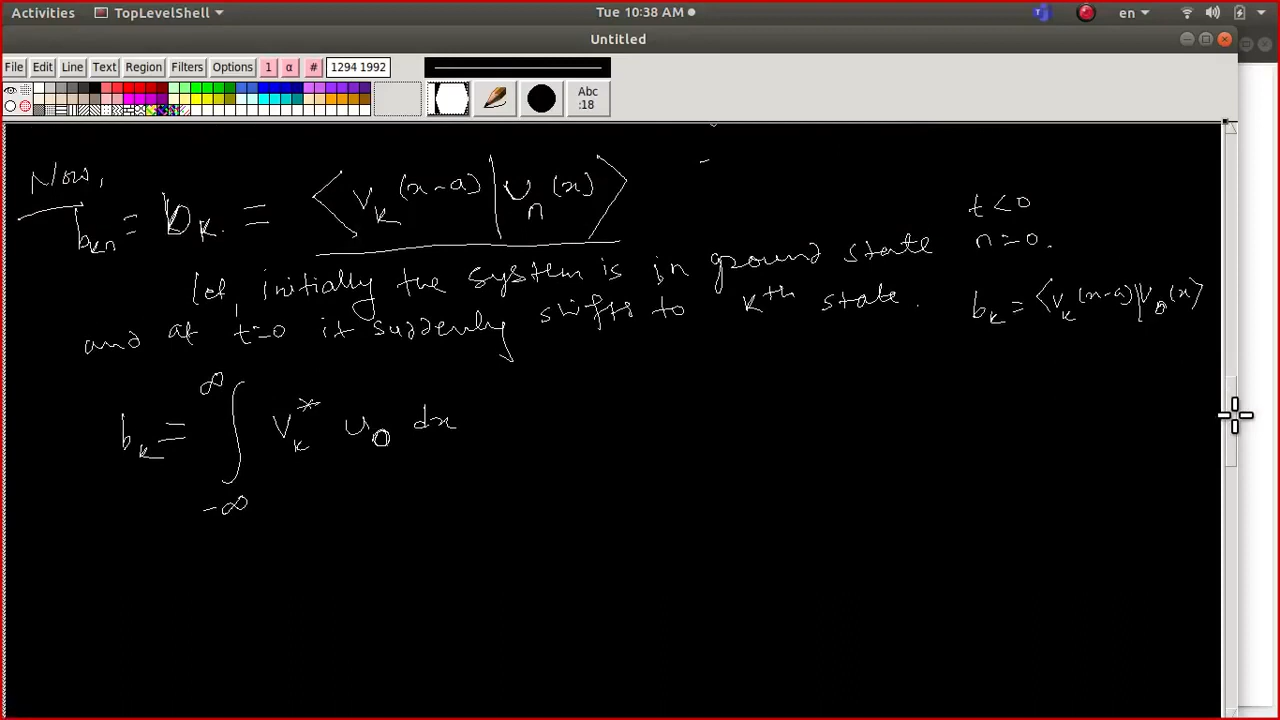 Activities TopLevelShell Tue 10:38 AM en
Untitled
File Edit Line Text Region Filters Options 1 α # 1294 1992
Abc
:18
Now,
b_kn = b_k = ⟨V_k(x-a)|U_n(x)⟩
t<0
n=0.
Let, initially the system is in ground state
and at t=0 it suddenly shifts to kth state.
b_k = ⟨V_k(x-a)|V_0(x)⟩
b_k = ∫_{-∞}^{∞} V_k^* u_0 dx